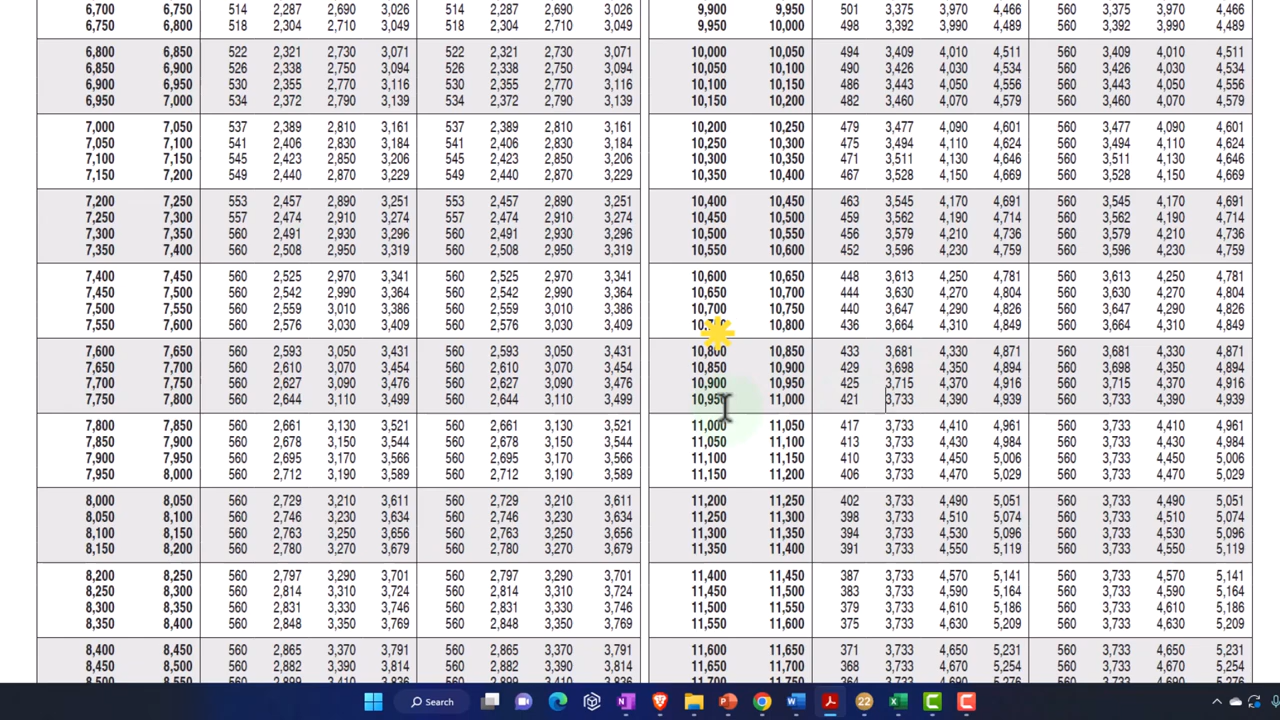 6,700 6,750 514 2,287 2,690 3,026 518 2,287 2,690 3,026 9,900 9,950 501 3,375 3,970 4,466 560 3,375 3,970 4,466
6,750 6,800 518 2,304 2,710 3,049 518 2,304 2,710 3,049 9,950 10,000 498 3,392 3,990 4,489 560 3,392 3,990 4,489
6,800 6,850 522 2,321 2,730 3,071 522 2,321 2,730 3,071 10,000 10,050 494 3,409 4,010 4,511 560 3,409 4,010 4,511
6,850 6,900 526 2,338 2,750 3,094 526 2,338 2,750 3,094 10,050 10,100 490 3,426 4,030 4,534 560 3,426 4,030 4,534
6,900 6,950 530 2,355 2,770 3,116 530 2,355 2,770 3,116 10,100 10,150 486 3,443 4,050 4,556 560 3,443 4,050 4,556
6,950 7,000 534 2,372 2,790 3,139 534 2,372 2,790 3,139 10,150 10,200 482 3,460 4,070 4,579 560 3,460 4,070 4,579
7,000 7,050 537 2,389 2,810 3,161 537 2,389 2,810 3,161 10,200 10,250 479 3,477 4,090 4,601 560 3,477 4,090 4,601
7,050 7,100 541 2,406 2,830 3,184 541 2,406 2,830 3,184 10,250 10,300 475 3,494 4,110 4,624 560 3,494 4,110 4,624
7,100 7,150 545 2,423 2,850 3,206 545 2,423 2,850 3,206 10,300 10,350 471 3,511 4,130 4,646 560 3,511 4,130 4,646
7,150 7,200 549 2,440 2,870 3,229 549 2,440 2,870 3,229 10,350 10,400 467 3,528 4,150 4,669 560 3,528 4,150 4,669
7,200 7,250 553 2,457 2,890 3,251 553 2,457 2,890 3,251 10,400 10,450 463 3,545 4,170 4,691 560 3,545 4,170 4,691
7,250 7,300 557 2,474 2,910 3,274 557 2,474 2,910 3,274 10,450 10,500 459 3,562 4,190 4,714 560 3,562 4,190 4,714
7,300 7,350 560 2,491 2,930 3,296 560 2,491 2,930 3,296 10,500 10,550 456 3,579 4,210 4,736 560 3,579 4,210 4,736
7,350 7,400 560 2,508 2,950 3,319 560 2,508 2,950 3,319 10,550 10,600 452 3,596 4,230 4,759 560 3,596 4,230 4,759
7,400 7,450 560 2,525 2,970 3,341 560 2,525 2,970 3,341 10,600 10,650 448 3,613 4,250 4,781 560 3,613 4,250 4,781
7,450 7,500 560 2,542 2,990 3,364 560 2,542 2,990 3,364 10,650 10,700 444 3,630 4,270 4,804 560 3,630 4,270 4,804
7,500 7,550 560 2,559 3,010 3,386 560 2,559 3,010 3,386 10,700 10,750 440 3,647 4,290 4,826 560 3,647 4,290 4,826
7,550 7,600 560 2,576 3,030 3,409 560 2,576 3,030 3,409 10,800 436 3,664 4,310 4,849 560 3,664 4,310 4,849
7,600 7,650 560 2,593 3,050 3,431 560 2,593 3,050 3,431 10,800 10,850 433 3,681 4,330 4,871 560 3,681 4,330 4,871
7,650 7,700 560 2,610 3,070 3,454 560 2,610 3,070 3,454 10,850 10,900 429 3,698 4,350 4,894 560 3,698 4,350 4,894
7,700 7,750 560 2,627 3,090 3,476 560 2,627 3,090 3,476 10,900 10,950 425 3,715 4,370 4,916 560 3,715 4,370 4,916
7,750 7,800 560 2,644 3,110 3,499 560 2,644 3,110 3,499 10,950 11,000 421 3,733 4,390 4,939 560 3,733 4,390 4,939
7,800 7,850 560 2,661 3,130 3,521 560 2,661 3,130 3,521 11,000 11,050 417 3,733 4,410 4,961 560 3,733 4,410 4,961
7,850 7,900 560 2,678 3,150 3,544 560 2,678 3,150 3,544 11,050 11,100 413 3,733 4,430 4,984 560 3,733 4,430 4,984
7,900 7,950 560 2,695 3,170 3,566 560 2,695 3,170 3,566 11,100 11,150 410 3,733 4,450 5,006 560 3,733 4,450 5,006
7,950 8,000 560 2,712 3,190 3,589 560 2,712 3,190 3,589 11,150 11,200 406 3,733 4,470 5,029 560 3,733 4,470 5,029
8,000 8,050 560 2,729 3,210 3,611 560 2,729 3,210 3,611 11,200 11,250 402 3,733 4,490 5,051 560 3,733 4,490 5,051
8,050 8,100 560 2,746 3,230 3,634 560 2,746 3,230 3,634 11,250 11,300 398 3,733 4,510 5,074 560 3,733 4,510 5,074
8,100 8,150 560 2,763 3,250 3,656 560 2,763 3,250 3,656 11,300 11,350 394 3,733 4,530 5,096 560 3,733 4,530 5,096
8,150 8,200 560 2,780 3,270 3,679 560 2,780 3,270 3,679 11,350 11,400 391 3,733 4,550 5,119 560 3,733 4,550 5,119
8,200 8,250 560 2,797 3,290 3,701 560 2,797 3,290 3,701 11,400 11,450 387 3,733 4,570 5,141 560 3,733 4,570 5,141
8,250 8,300 560 2,814 3,310 3,724 560 2,814 3,310 3,724 11,450 11,500 383 3,733 4,590 5,164 560 3,733 4,590 5,164
8,300 8,350 560 2,831 3,330 3,746 560 2,831 3,330 3,746 11,500 11,550 379 3,733 4,610 5,186 560 3,733 4,610 5,186
8,350 8,400 560 2,848 3,350 3,769 560 2,848 3,350 3,769 11,550 11,600 375 3,733 4,630 5,209 560 3,733 4,630 5,209
8,400 8,450 560 2,865 3,370 3,791 560 2,865 3,370 3,791 11,600 11,650 371 3,733 4,650 5,231 560 3,733 4,650 5,231
8,450 8,500 560 2,882 3,390 3,814 560 2,882 3,390 3,814 11,650 11,700 368 3,733 4,670 5,254 560 3,733 4,670 5,254
Search
22